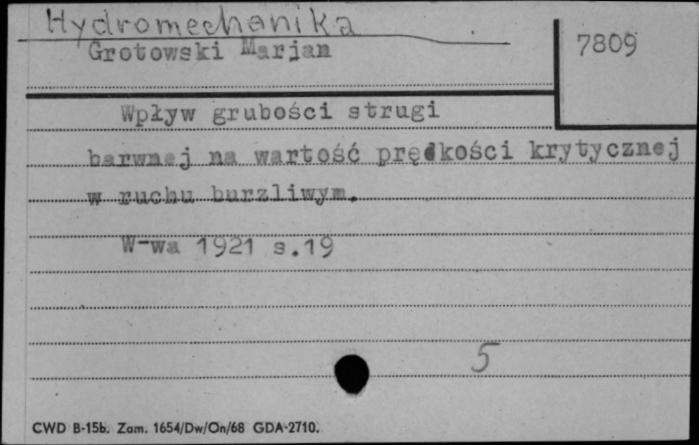 Hydromechanika
Grotowski Marjan
7809
Wpływ grubości strugi
barwnej na wartość prędkości krytycznej
w ruchu burzliwym.
W-wa 1921 s.19
5
CWD B-15b. Zam. 1654/Dw/On/68 GDA-2710.